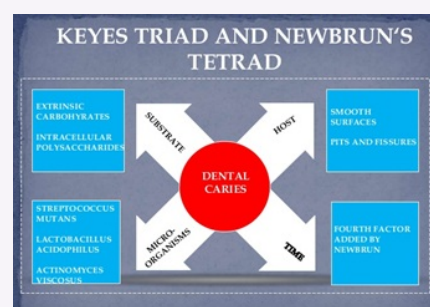 KEYES TRIAD AND NEWBRUN'S
TETRAD
EXTRINSIC
CARBOHYRATES
INTRACELLULAR
POLYSACCHARIDES
SUBSTRATE
HOST
SMOOTH
SURFACES
PITS AND FISSURES
DENTAL
CARIES
STREPTOCOCCUS
MUTANS
LACTOBACILLUS
ACIDOPHILUS
ACTINOMYCES
VISCOSUS
MICRO-
ORGANISMS
TIME
FOURTH FACTOR
ADDED BY
NEWBRUN